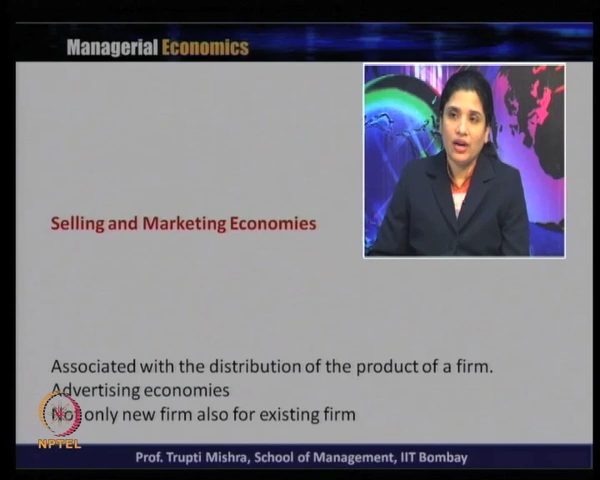 Managerial Economics
Selling and Marketing Economies
Associated with the distribution of the product of a firm.
Advertising economies
Not only new firm also for existing firm
NPTEL
Prof. Trupti Mishra, School of Management, IIT Bombay